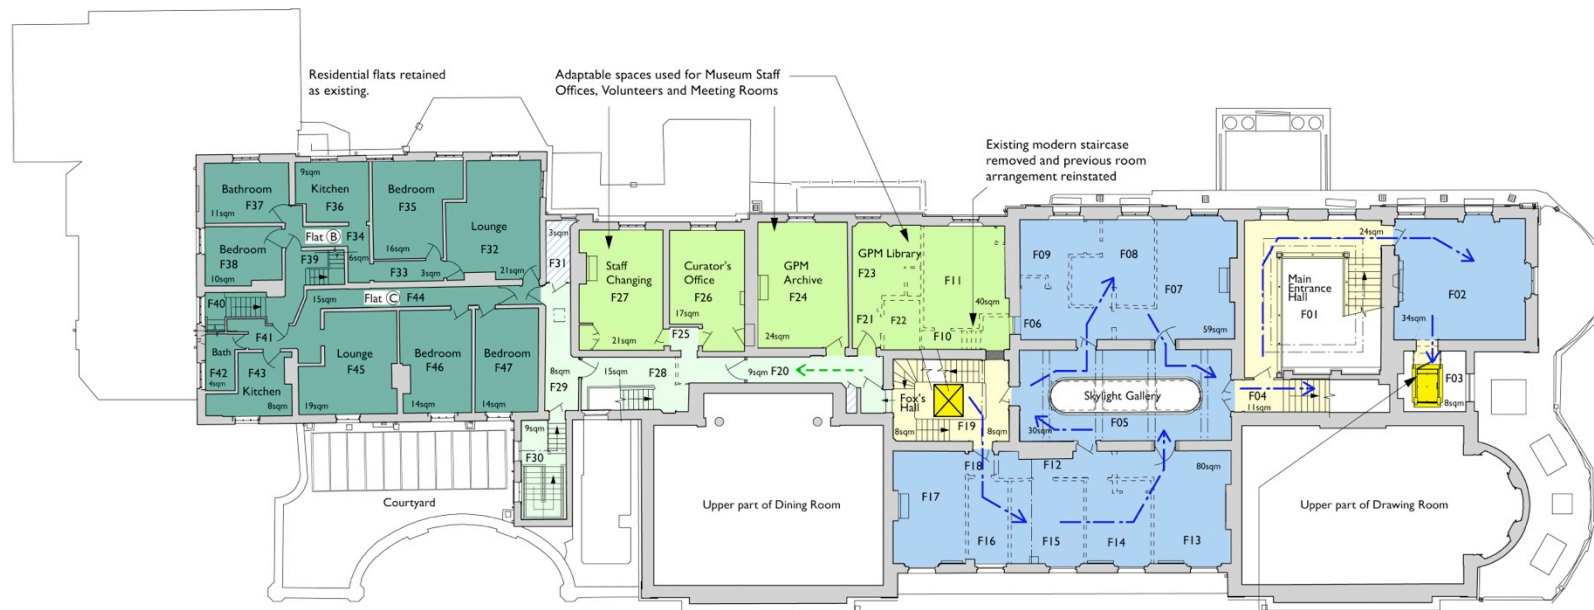 Residential flats retained
as existing.
Adaptable spaces used for Museum Staff
Offices, Volunteers and Meeting Rooms
Existing modern staircase
removed and previous room
arrangement reinstated
Bathroom
F37
11sqm
9sqm
Kitchen
F36
Bedroom
F35
16sqm
Lounge
F32
21sqm
Flat B
F34
6sqm
Bedroom
F38
10sqm
F39
F33
3sqm
3sqm
F31
15sqm
Flat C
F44
F40
F41
Bath
F42
4sqm
F43
Kitchen
8sqm
Lounge
F45
19sqm
Bedroom
F46
14sqm
Bedroom
F47
14sqm
8sqm
F29
9sqm
F30
Courtyard
Staff
Changing
F27
21sqm
Curator's
Office
F26
17sqm
F25
15sqm
F28
GPM
Archive
F24
24sqm
GPM Library
F23
F11
40sqm
F22
F21
F10
9sqm
F20
Fox's
Hall
8sqm
F19
8sqm
F09
F08
F07
F06
59sqm
Skylight Gallery
F05
30sqm
F04
11sqm
24sqm
Main
Entrance
Hall
F01
F02
34sqm
F03
8sqm
F18
F12
80sqm
F17
F16
F15
F14
F13
Upper part of Dining Room
Upper part of Drawing Room